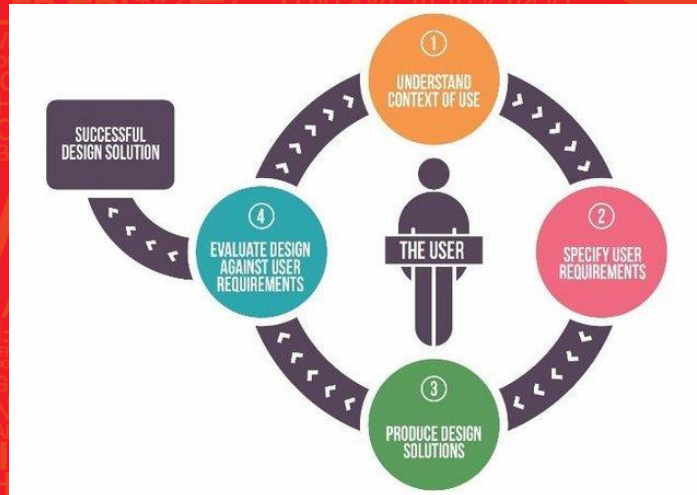 1
UNDERSTAND
CONTEXT OF USE
SUCCESSFUL
DESIGN SOLUTION
2
SPECIFY USER
REQUIREMENTS
THE USER
4
EVALUATE DESIGN
AGAINST USER
REQUIREMENTS
3
PRODUCE DESIGN
SOLUTIONS